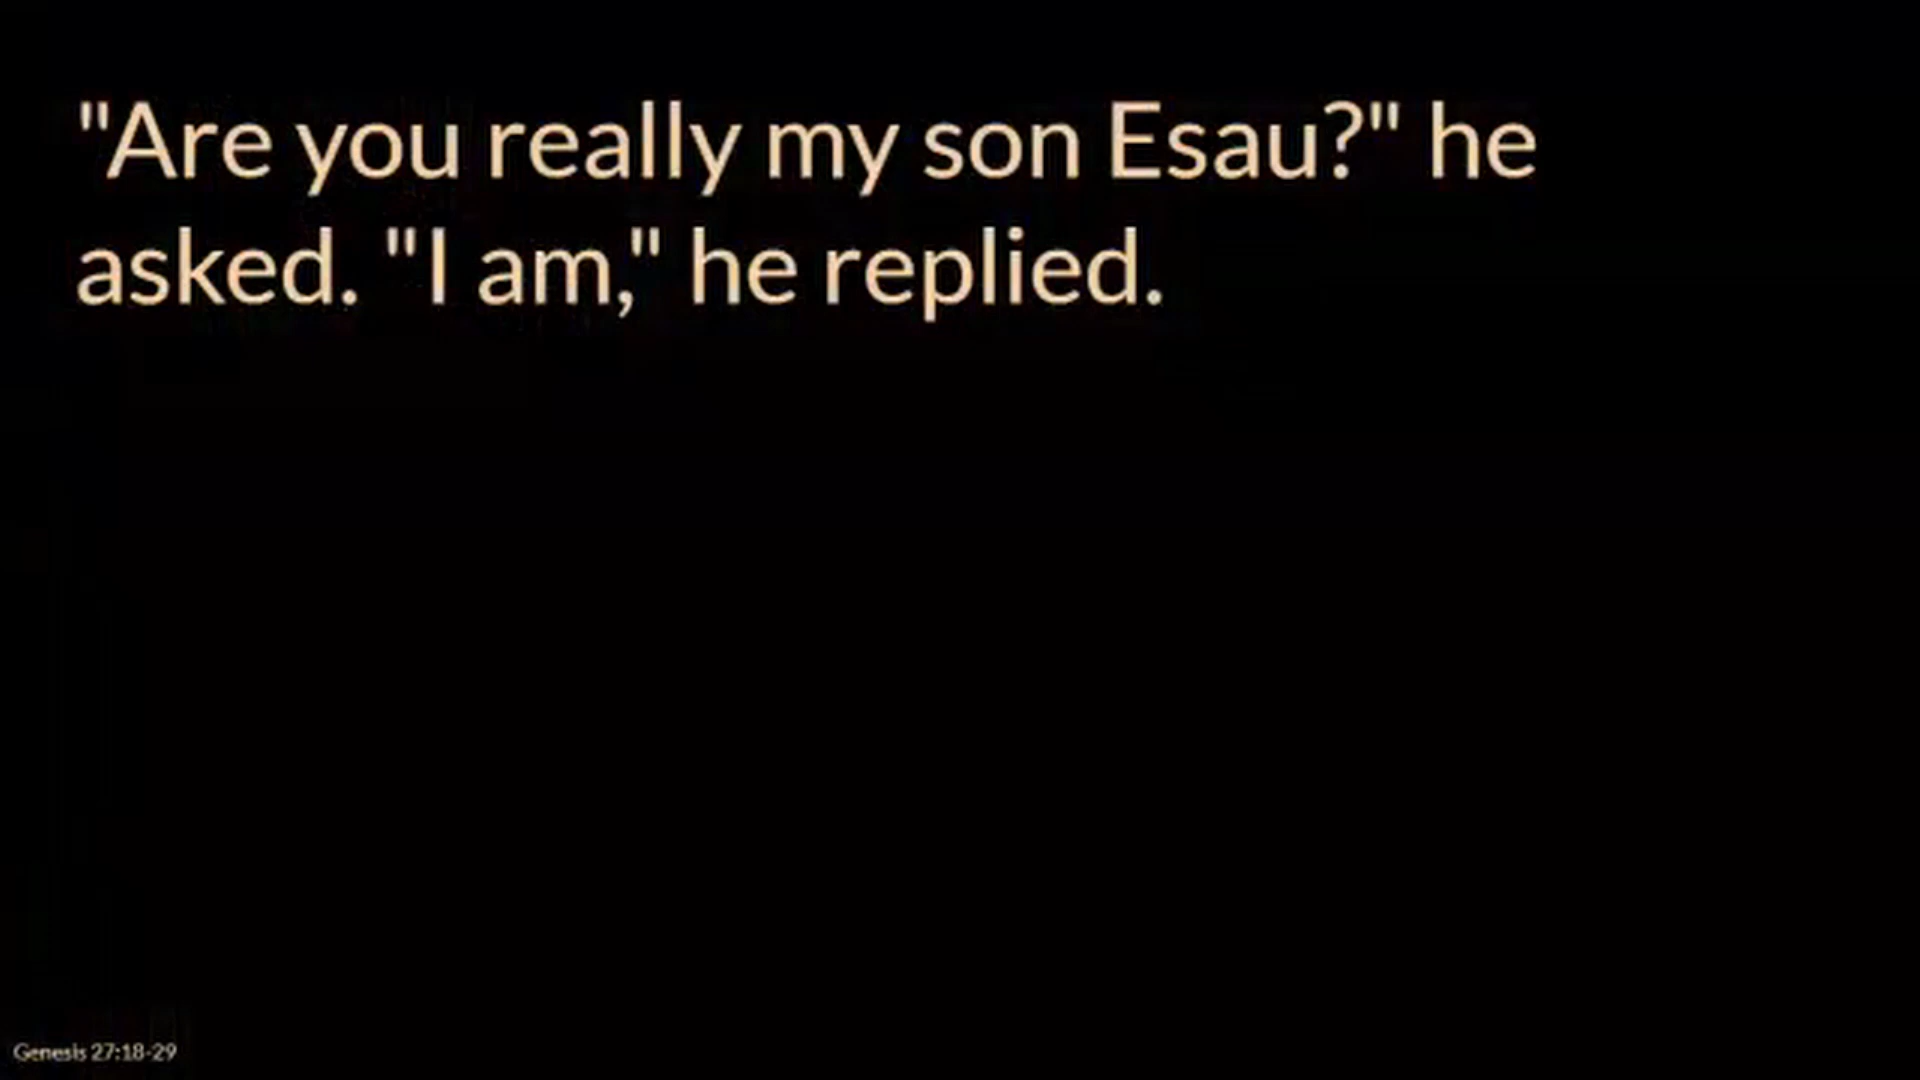 "Are you really my son Esau?" he
asked. "I am," he replied.
Genesis 27:18-29